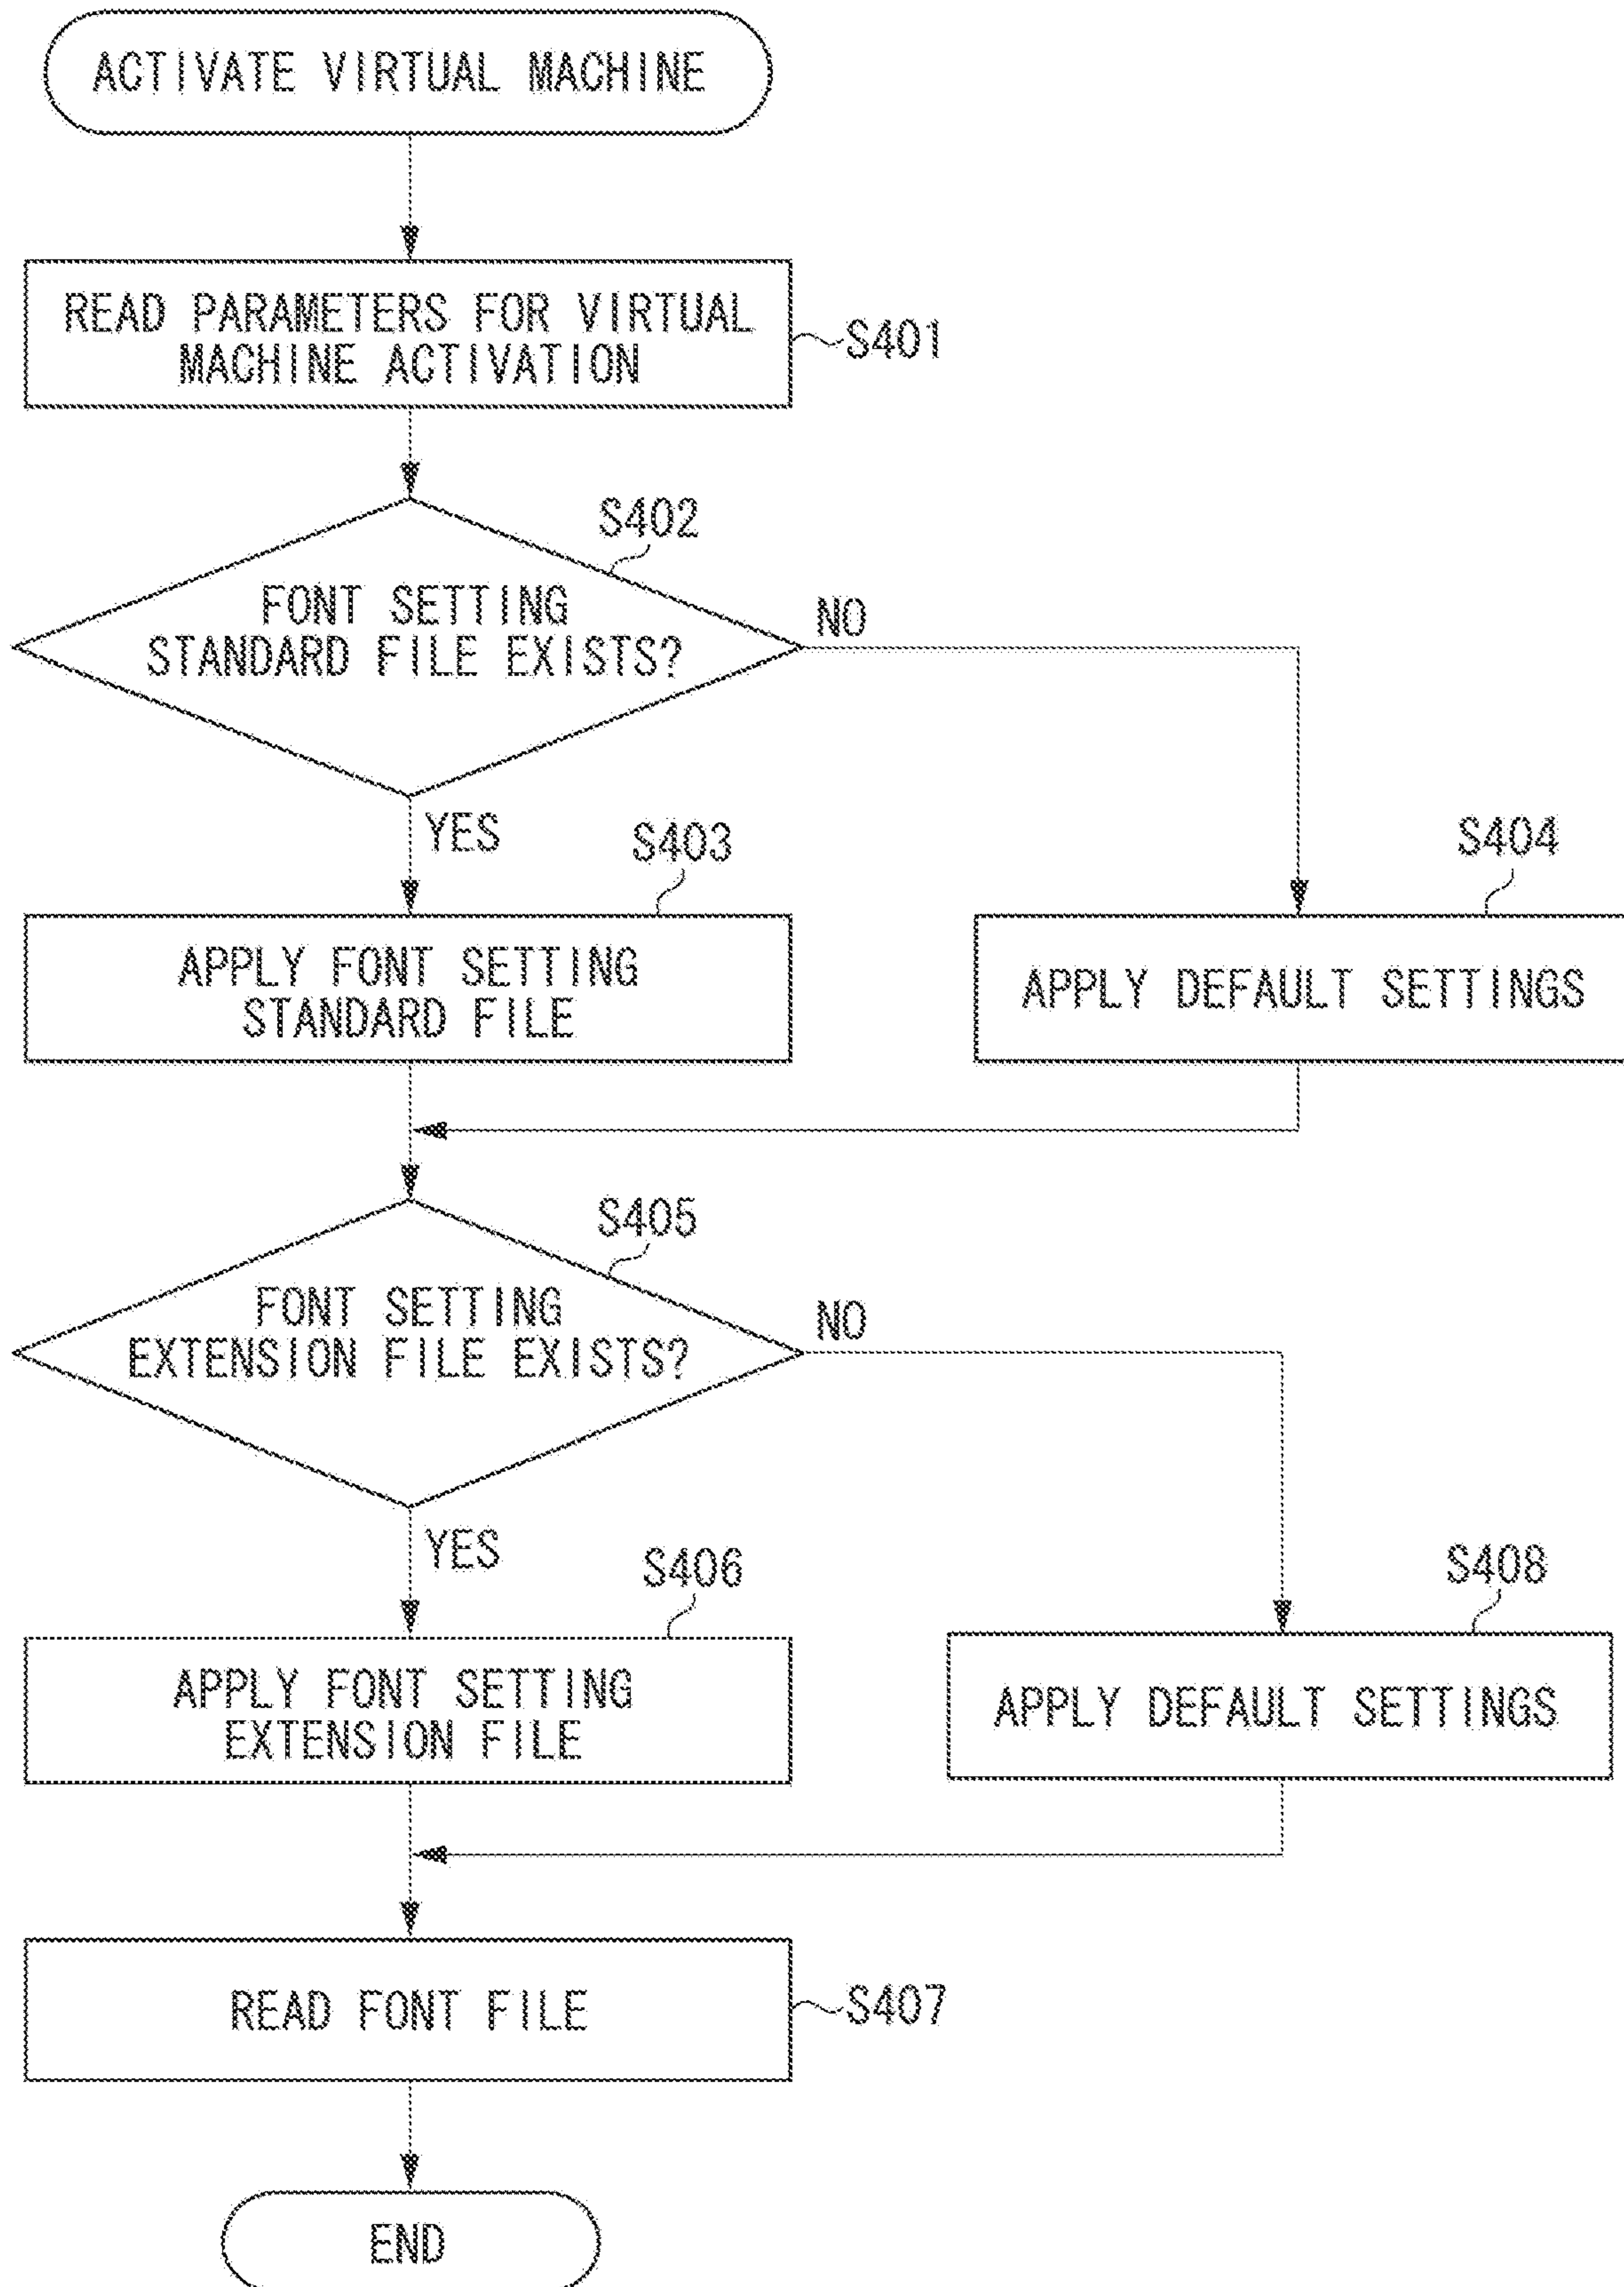 ACTIVATE VIRTUAL MACHINE
READ PARAMETERS FOR VIRTUAL
MACHINE ACTIVATION
S401
S402
FONT SETTING
STANDARD FILE EXISTS?
NO
YES
S403
S404
APPLY FONT SETTING
STANDARD FILE
APPLY DEFAULT SETTINGS
S405
FONT SETTING
EXTENSION FILE EXISTS?
NO
YES
S406
S408
APPLY FONT SETTING
EXTENSION FILE
APPLY DEFAULT SETTINGS
READ FONT FILE
S407
END